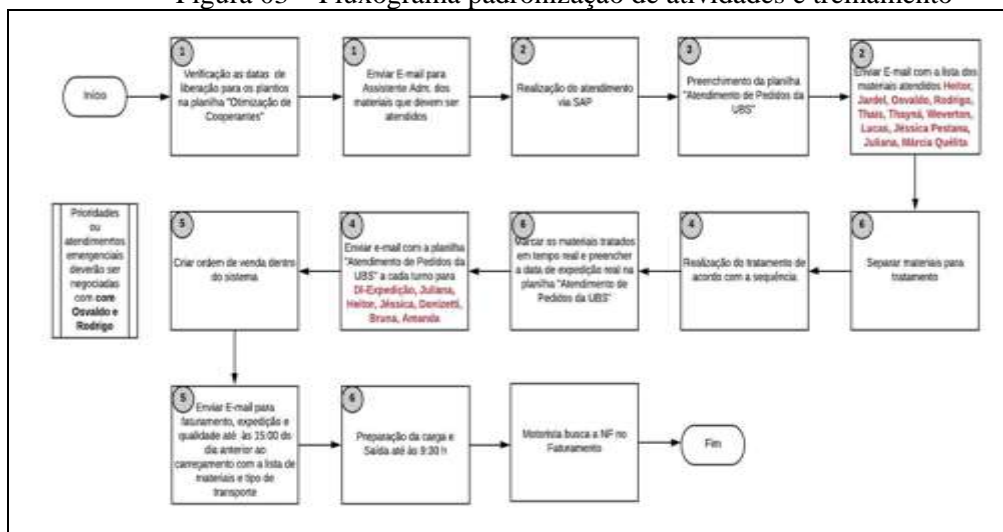 Figura 03 – Fluxograma padronização de atividades e treinamento
Início
1
Verificação as datas de
liberação para os plantios
na planilha "Otimização de
Cooperantes"
1
Enviar E-mail para
Assistente Adm. dos
materiais que devem ser
atendidos
2
Realização do atendimento
via SAP
3
Preenchimento da planilha
"Atendimento de Pedidos da
UBS"
2
Enviar E-mail com a lista dos
materiais atendidos Heitor,
Jardel, Osvaldo, Rodrigo,
Thais, Thayná, Weverton,
Lucas, Jéssica Pestana,
Juliana, Márcia Quélita
6
Separar materiais para
tratamento
4
Realização do tratamento de
acordo com a sequência.
6
Marcar os materiais tratados
em tempo real e preencher
a data de expedição real na
planilha "Atendimento de
Pedidos da UBS"
4
Enviar e-mail com a planilha
"Atendimento de Pedidos da
UBS" a cada turno para
DI-Expedição, Juliana,
Heitor, Jéssica, Donizetti,
Bruna, Amanda
5
Criar ordem de venda dentro
do sistema.
Prioridades
ou
atendimentos
emergenciais
deverão ser
negociadas
com com
Osvaldo e
Rodrigo
5
Enviar E-mail para
faturamento, expedição e
qualidade até às 15:00 do
dia anterior ao
carregamento com a lista de
materiais e tipo de
transporte
6
Preparação da carga e
Saída até às 9:30 h
Motorista busca a NF no
Faturamento
Fim